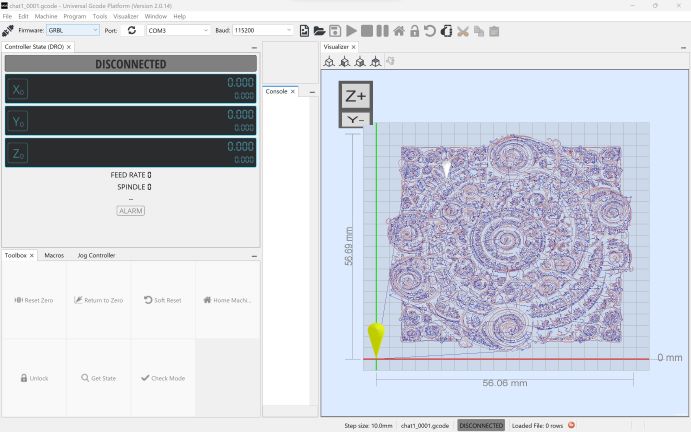 chat1_0001.gcode - Universal Gcode Platform (Version 2.0.14)
File Edit Machine Program Tools Visualizer Window Help
Firmware: GRBL Port: COM3 Baud: 115200
Controller State (DRO) ×
DISCONNECTED
X0 0.000
0.000
Y0 0.000
0.000
Z0 0.000
0.000
FEED RATE 0
SPINDLE 0
--
ALARM
Toolbox × Macros Jog Controller
Reset Zero Return to Zero Soft Reset Home Machi...
Unlock Get State Check Mode
Console ×
Visualizer ×
Z+
Y-
56.69 mm
0 mm
56.06 mm
Step size: 10.0mm chat1_0001.gcode DISCONNECTED Loaded File: 0 rows